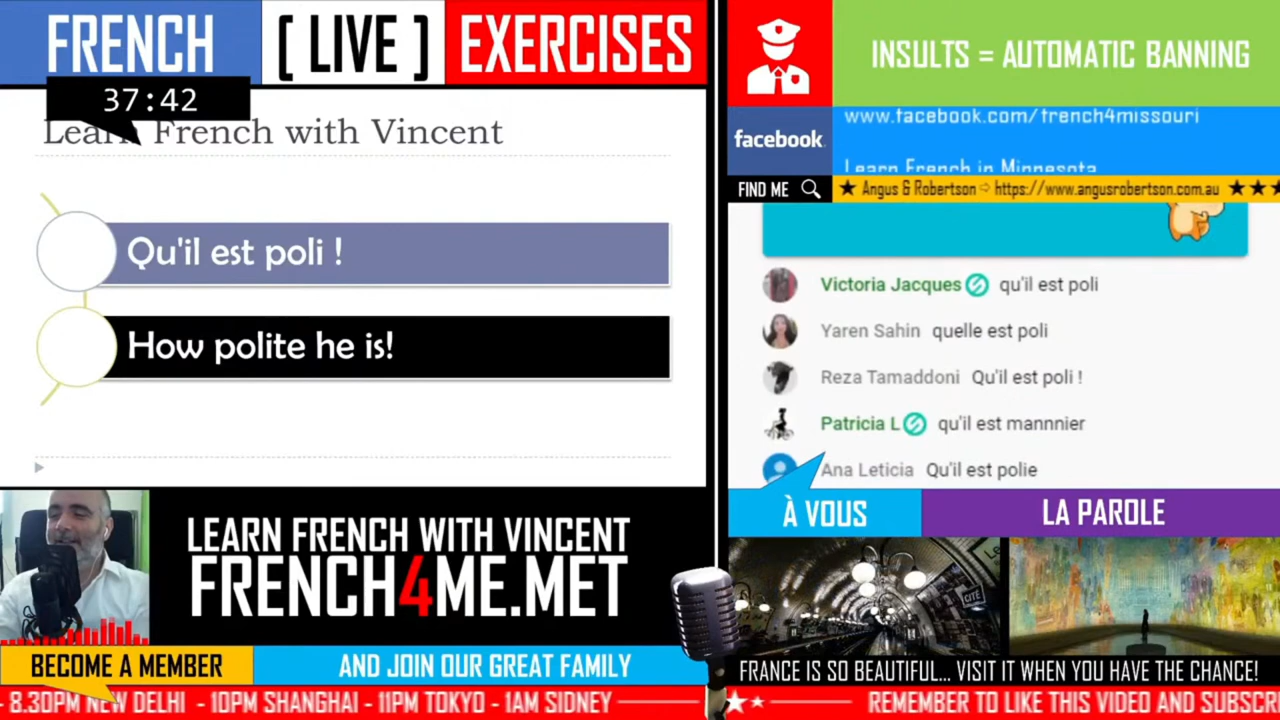 FRENCH [ LIVE ] EXERCISES
37:42
Learn French with Vincent
Qu'il est poli !
How polite he is!
LEARN FRENCH WITH VINCENT
FRENCH4ME.MET
BECOME A MEMBER
AND JOIN OUR GREAT FAMILY
- 8.30PM NEW DELHI - 10PM SHANGHAI - 11PM TOKYO - 1AM SIDNEY
INSULTS = AUTOMATIC BANNING
facebook
www.facebook.com/french4missouri
Learn French in Minnesota
FIND ME
Angus & Robertson ⇨ https://www.angusrobertson.com.au
Victoria Jacques qu'il est poli
Yaren Sahin quelle est poli
Reza Tamaddoni Qu'il est poli !
Patricia L qu'il est mannnier
Ana Leticia Qu'il est polie
À VOUS LA PAROLE
CITÉ
FRANCE IS SO BEAUTIFUL... VISIT IT WHEN YOU HAVE THE CHANCE!
REMEMBER TO LIKE THIS VIDEO AND SUBSCR